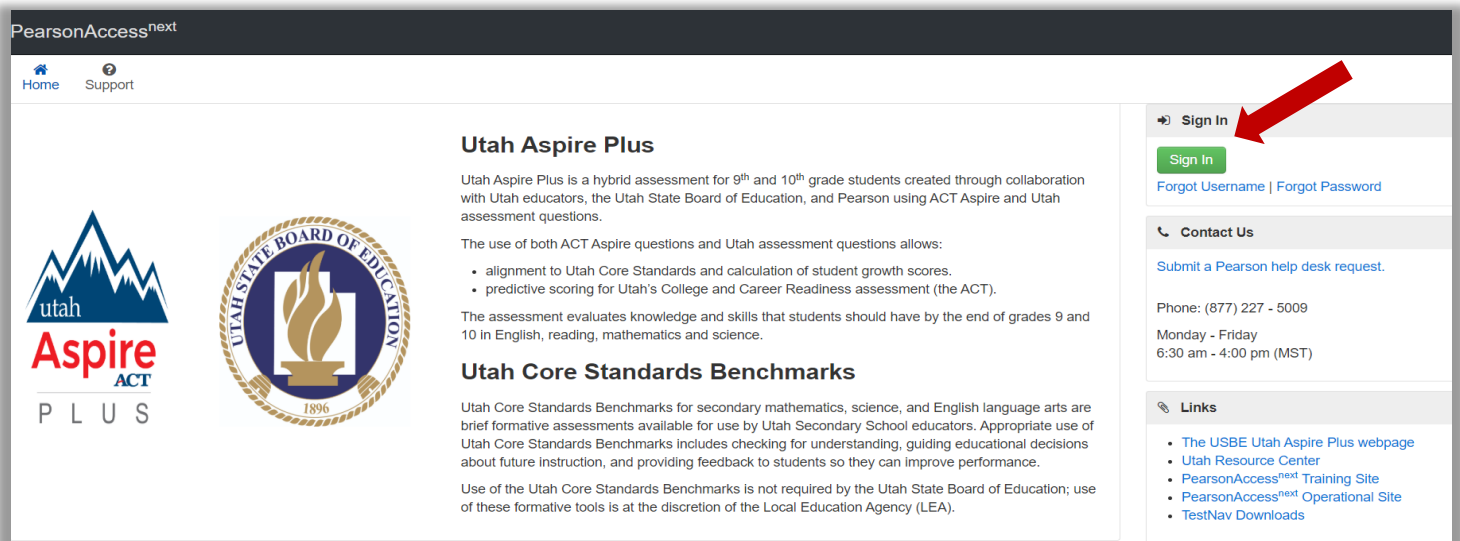 PearsonAccessnext
Home Support
utah
Aspire
ACT
PLUS
UTAH STATE BOARD OF EDUCATION
1896
Utah Aspire Plus
Utah Aspire Plus is a hybrid assessment for 9th and 10th grade students created through collaboration
with Utah educators, the Utah State Board of Education, and Pearson using ACT Aspire and Utah
assessment questions.
The use of both ACT Aspire questions and Utah assessment questions allows:
• alignment to Utah Core Standards and calculation of student growth scores.
• predictive scoring for Utah's College and Career Readiness assessment (the ACT).
The assessment evaluates knowledge and skills that students should have by the end of grades 9 and
10 in English, reading, mathematics and science.
Utah Core Standards Benchmarks
Utah Core Standards Benchmarks for secondary mathematics, science, and English language arts are
brief formative assessments available for use by Utah Secondary School educators. Appropriate use of
Utah Core Standards Benchmarks includes checking for understanding, guiding educational decisions
about future instruction, and providing feedback to students so they can improve performance.
Use of the Utah Core Standards Benchmarks is not required by the Utah State Board of Education; use
of these formative tools is at the discretion of the Local Education Agency (LEA).
Sign In
Sign In
Forgot Username | Forgot Password
Contact Us
Submit a Pearson help desk request.
Phone: (877) 227 - 5009
Monday - Friday
6:30 am - 4:00 pm (MST)
Links
• The USBE Utah Aspire Plus webpage
• Utah Resource Center
• PearsonAccessnext Training Site
• PearsonAccessnext Operational Site
• TestNav Downloads